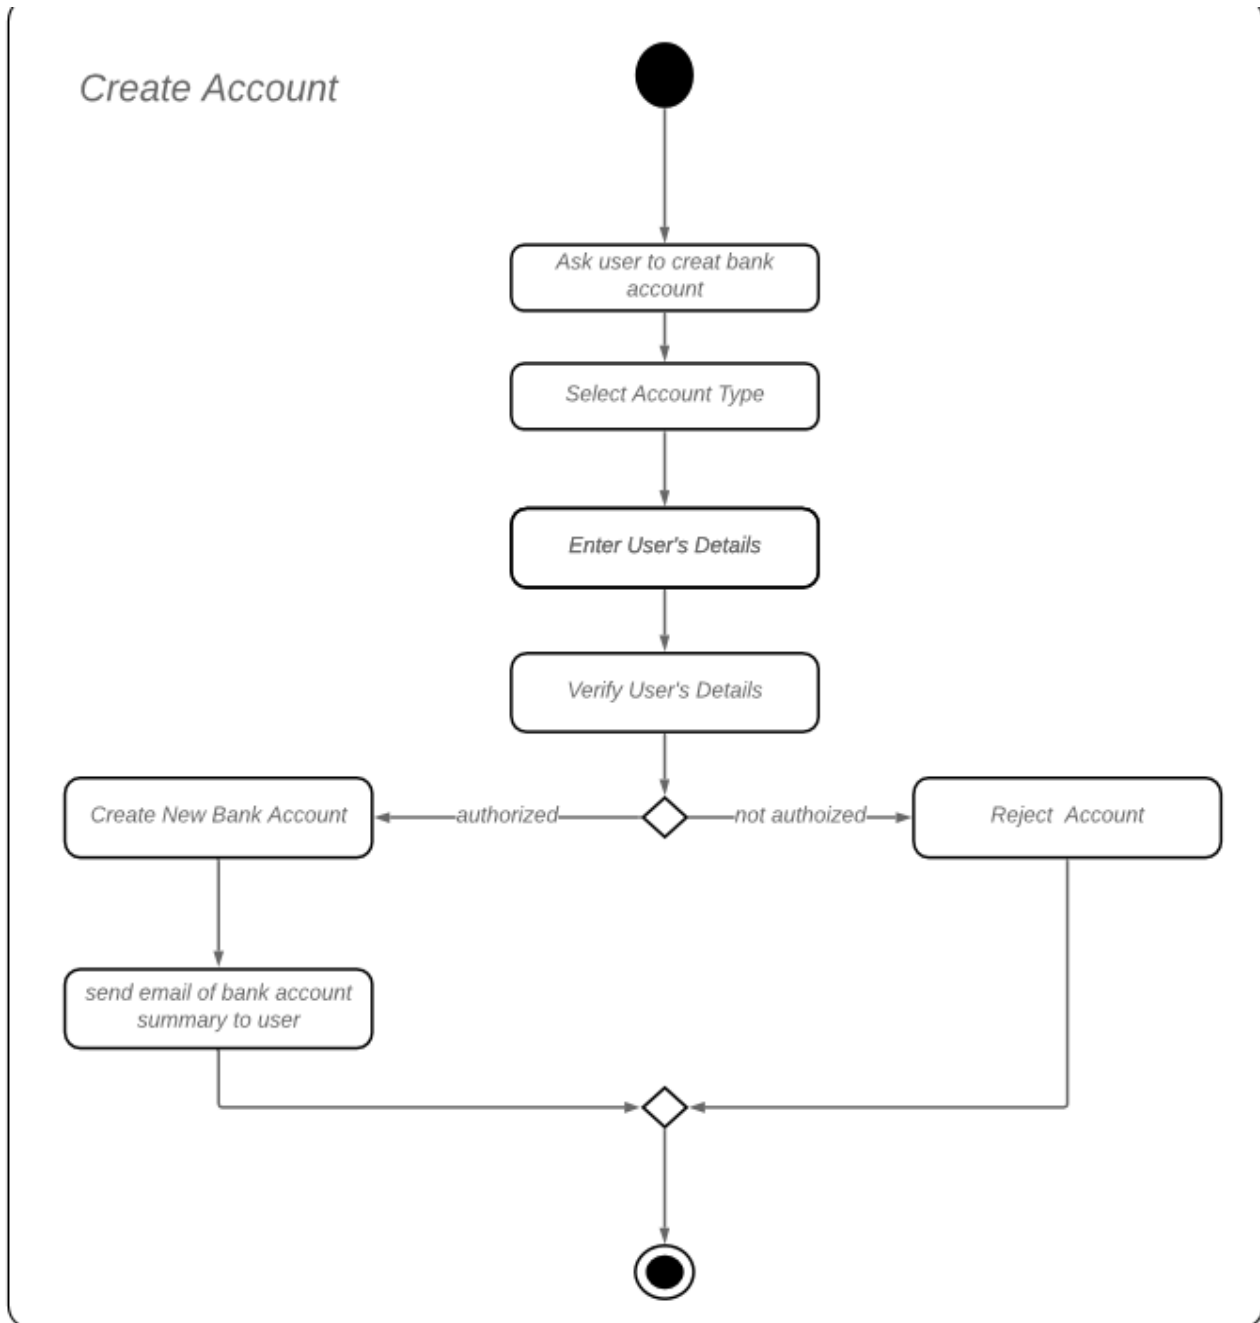 Create Account
Ask user to creat bank
account
Select Account Type
Enter User's Details
Verify User's Details
Create New Bank Account
authorized
not authoized
Reject Account
send email of bank account
summary to user